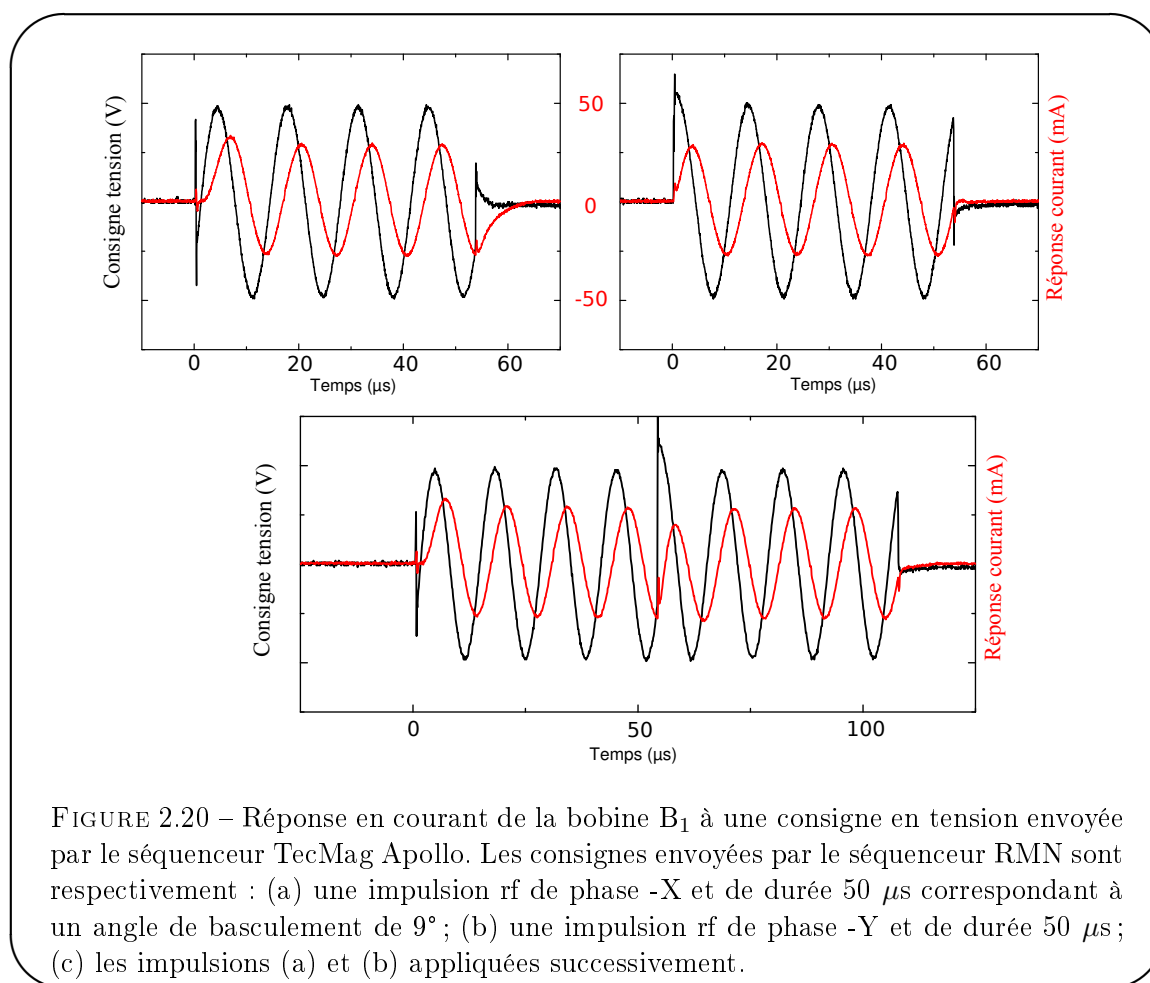 Consigne tension (V)
50
0
-50
Réponse courant (mA)
0 20 40 60
Temps (µs)
0 20 40 60
Temps (µs)
Consigne tension (V)
Réponse courant (mA)
0 50 100
Temps (µs)
FIGURE 2.20 – Réponse en courant de la bobine B₁ à une consigne en tension envoyée
par le séquenceur TecMag Apollo. Les consignes envoyées par le séquenceur RMN sont
respectivement : (a) une impulsion rf de phase -X et de durée 50 µs correspondant à
un angle de basculement de 9° ; (b) une impulsion rf de phase -Y et de durée 50 µs ;
(c) les impulsions (a) et (b) appliquées successivement.